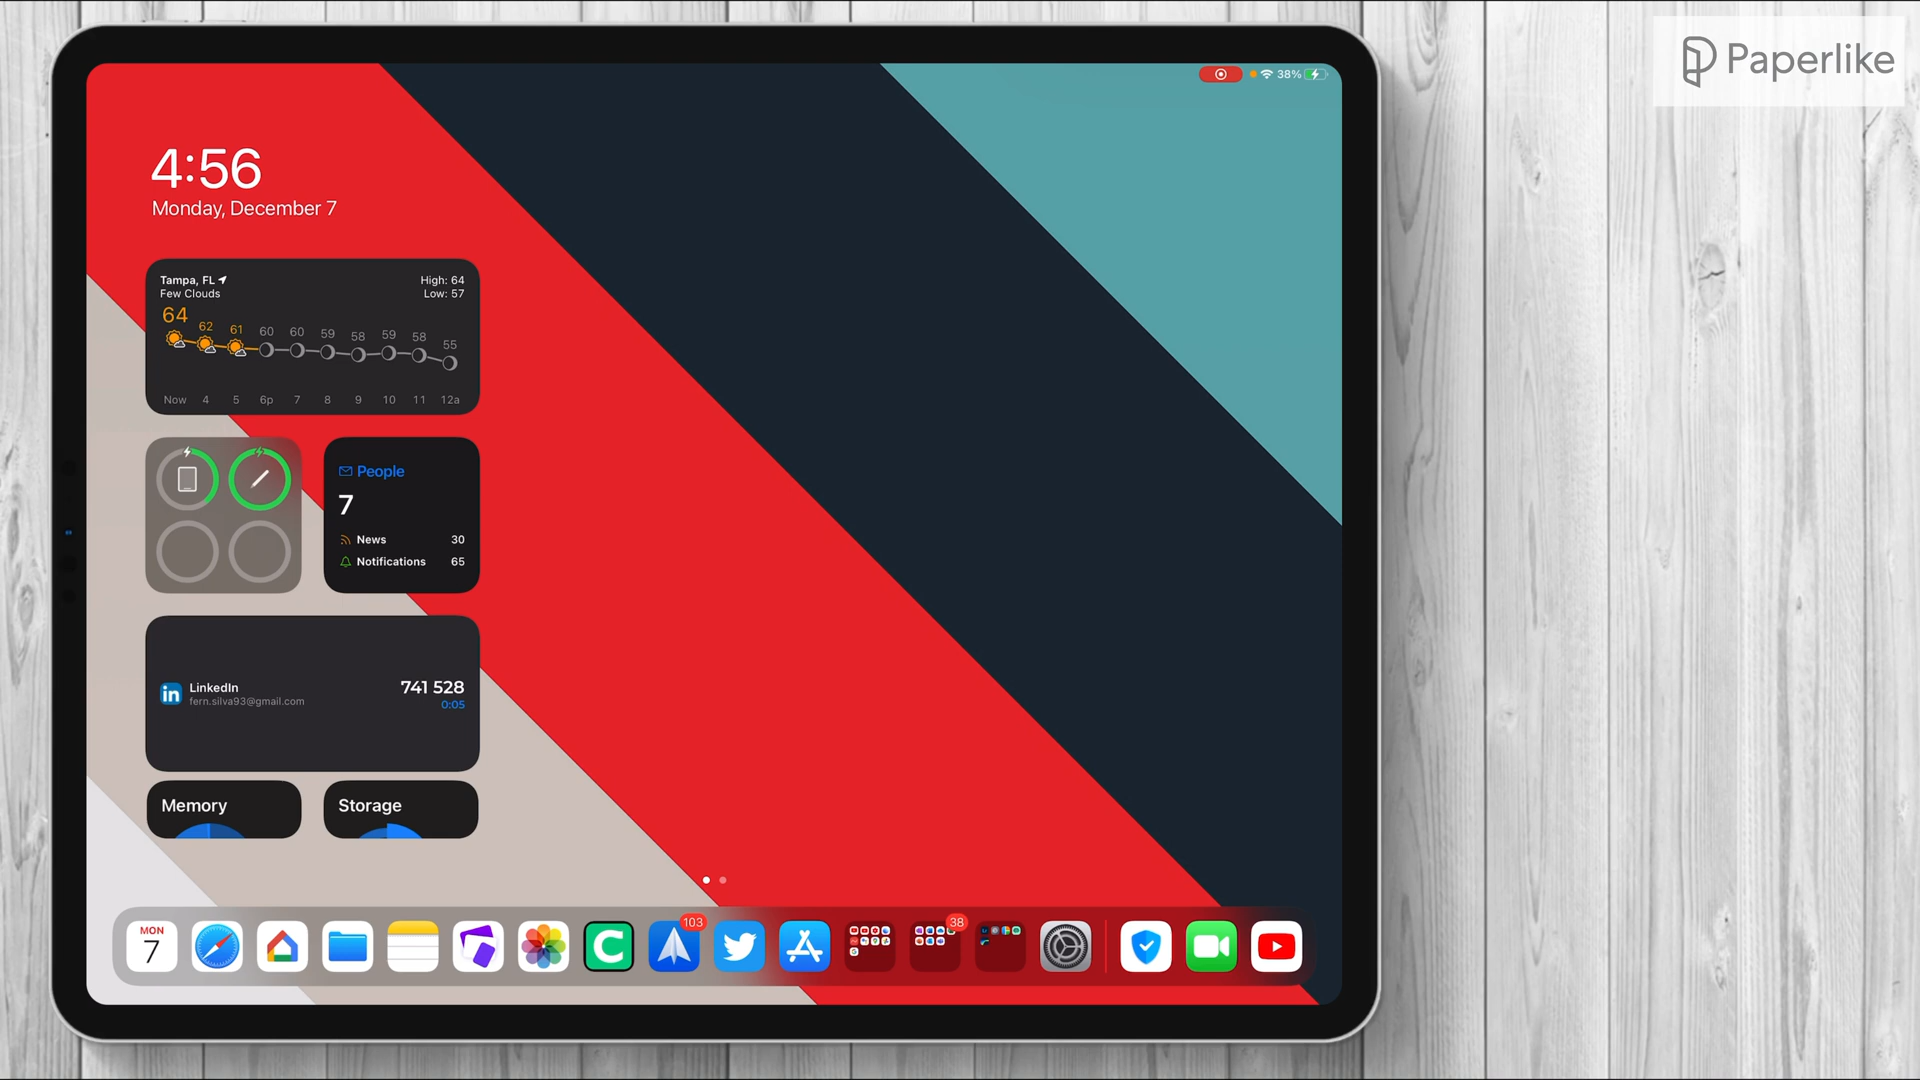 Paperlike
38%
4:56
Monday, December 7
Tampa, FL
High: 64
Few Clouds
Low: 57
64
62 61 60 60 59 58 59 58 55
Now 4 5 6p 7 8 9 10 11 12a
People
7
News 30
Notifications 65
LinkedIn 741 528
fern.silva93@gmail.com 0:05
Memory
Storage
103
38
MON
7
in
C